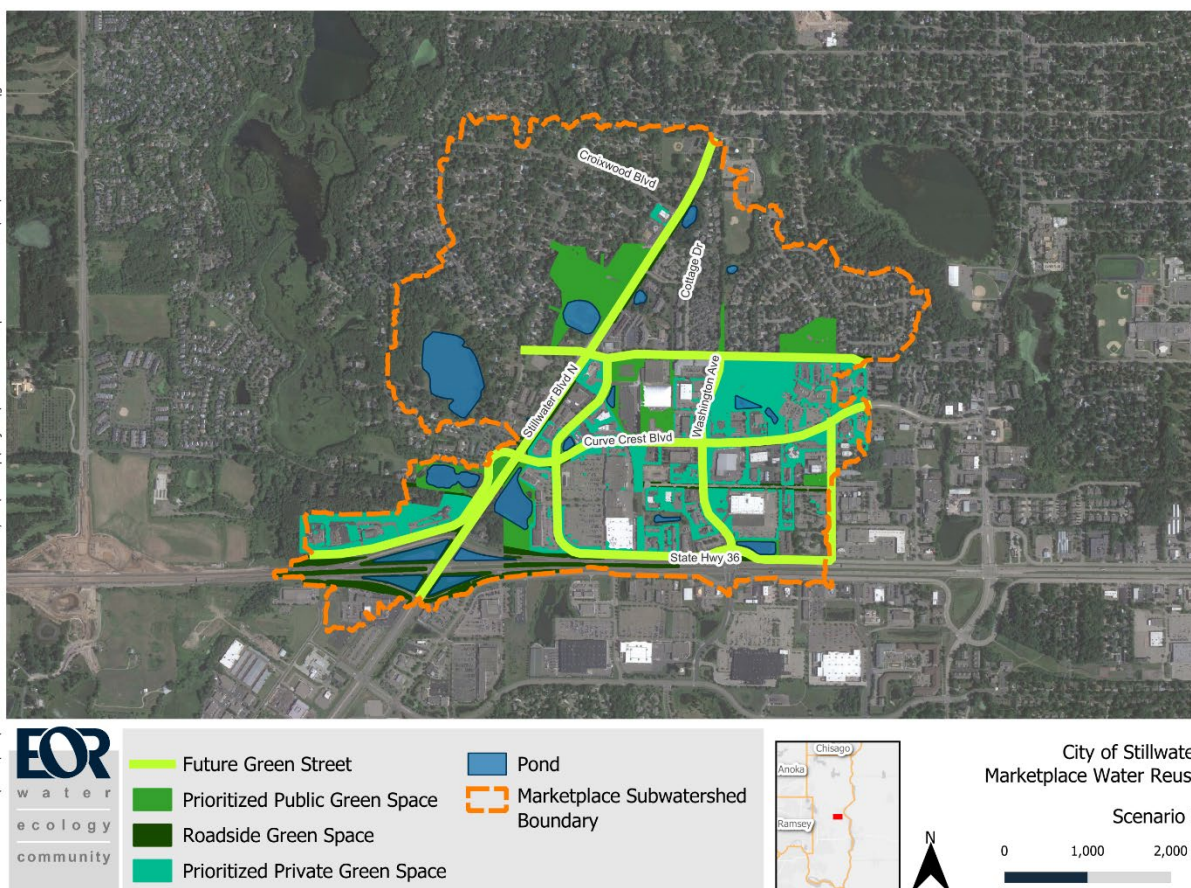 Croixwood Blvd
Cottage Dr
Stillwater Blvd N
Washington Ave
Curve Crest Blvd
State Hwy 36
EOR
water
ecology
community
Future Green Street
Prioritized Public Green Space
Roadside Green Space
Prioritized Private Green Space
Pond
Marketplace Subwatershed
Boundary
Chisago
Anoka
Ramsey
N
City of Stillwate
Marketplace Water Reus
Scenario
0 1,000 2,000